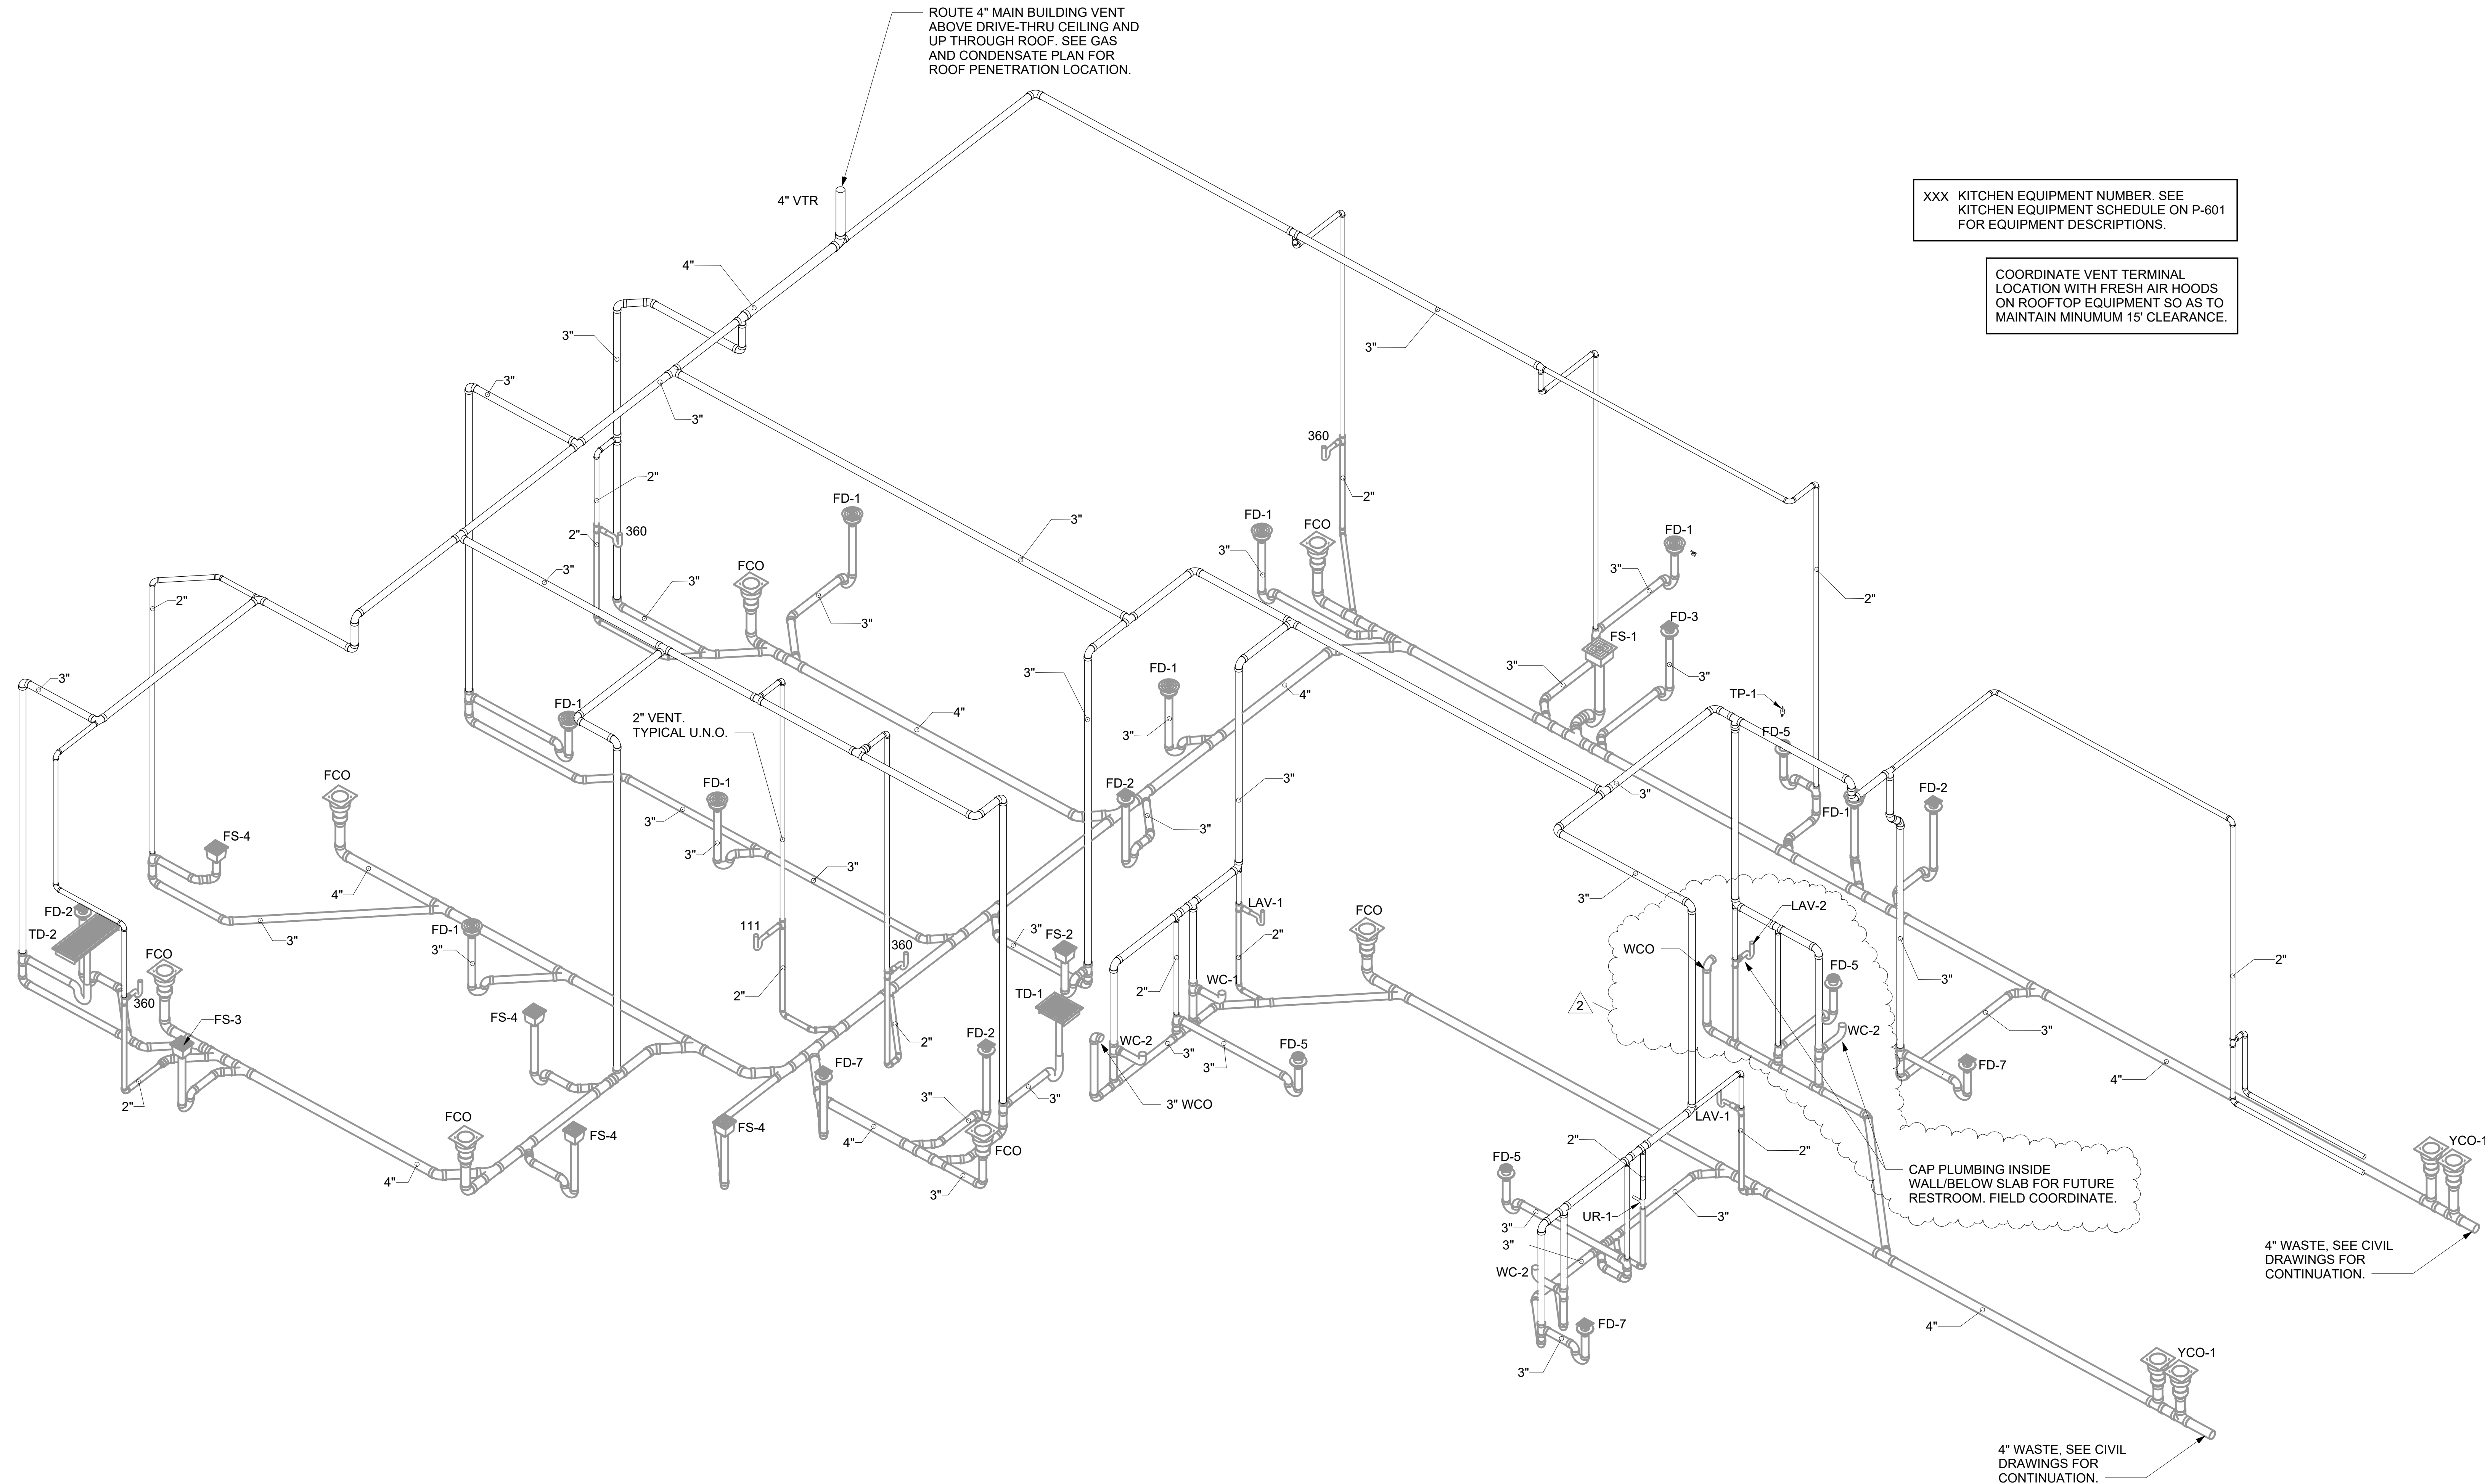 ROUTE 4" MAIN BUILDING VENT
ABOVE DRIVE-THRU CEILING AND
UP THROUGH ROOF. SEE GAS
AND CONDENSATE PLAN FOR
ROOF PENETRATION LOCATION.
XXX KITCHEN EQUIPMENT NUMBER. SEE
KITCHEN EQUIPMENT SCHEDULE ON P-601
FOR EQUIPMENT DESCRIPTIONS.
4" VTR
COORDINATE VENT TERMINAL
LOCATION WITH FRESH AIR HOODS
ON ROOFTOP EQUIPMENT SO AS TO
MAINTAIN MINUMUM 15' CLEARANCE.
4"
3"
3"
3"
3"
360
2"
2"
FD-1
3"
FD-1
FCO
FD-1
2"
360
3"
3"
FCO
3"
3"
3"
2"
2"
FD-3
FS-1
3"
3"
3"
3"
FD-1
4"
TP-1
FD-1
2" VENT.
TYPICAL U.N.O.
4"
3"
FD-5
FCO
FD-1
FD-2
3"
3"
FD-2
FD-1
3"
3"
FS-4
3"
3"
4"
3"
LAV-1
FCO
LAV-2
FD-2
TD-2
FD-1
111
3"
FS-2
2"
WCO
3"
3"
360
FCO
2"
WC-1
FD-5
3"
2"
2"
TD-1
360
FS-3
FS-4
2"
FD-2
WC-2
FD-5
2
WC-2
3"
FD-7
3"
3"
4"
2"
FD-7
3"
3"
3" WCO
FCO
FS-4
FS-4
4"
FCO
LAV-1
2"
2"
YCO-1
4"
3"
FD-5
CAP PLUMBING INSIDE
WALL/BELOW SLAB FOR FUTURE
RESTROOM. FIELD COORDINATE.
UR-1
3"
3"
3"
WC-2
4" WASTE, SEE CIVIL
DRAWINGS FOR
CONTINUATION.
FD-7
4"
3"
YCO-1
4" WASTE, SEE CIVIL
DRAWINGS FOR
CONTINUATION.